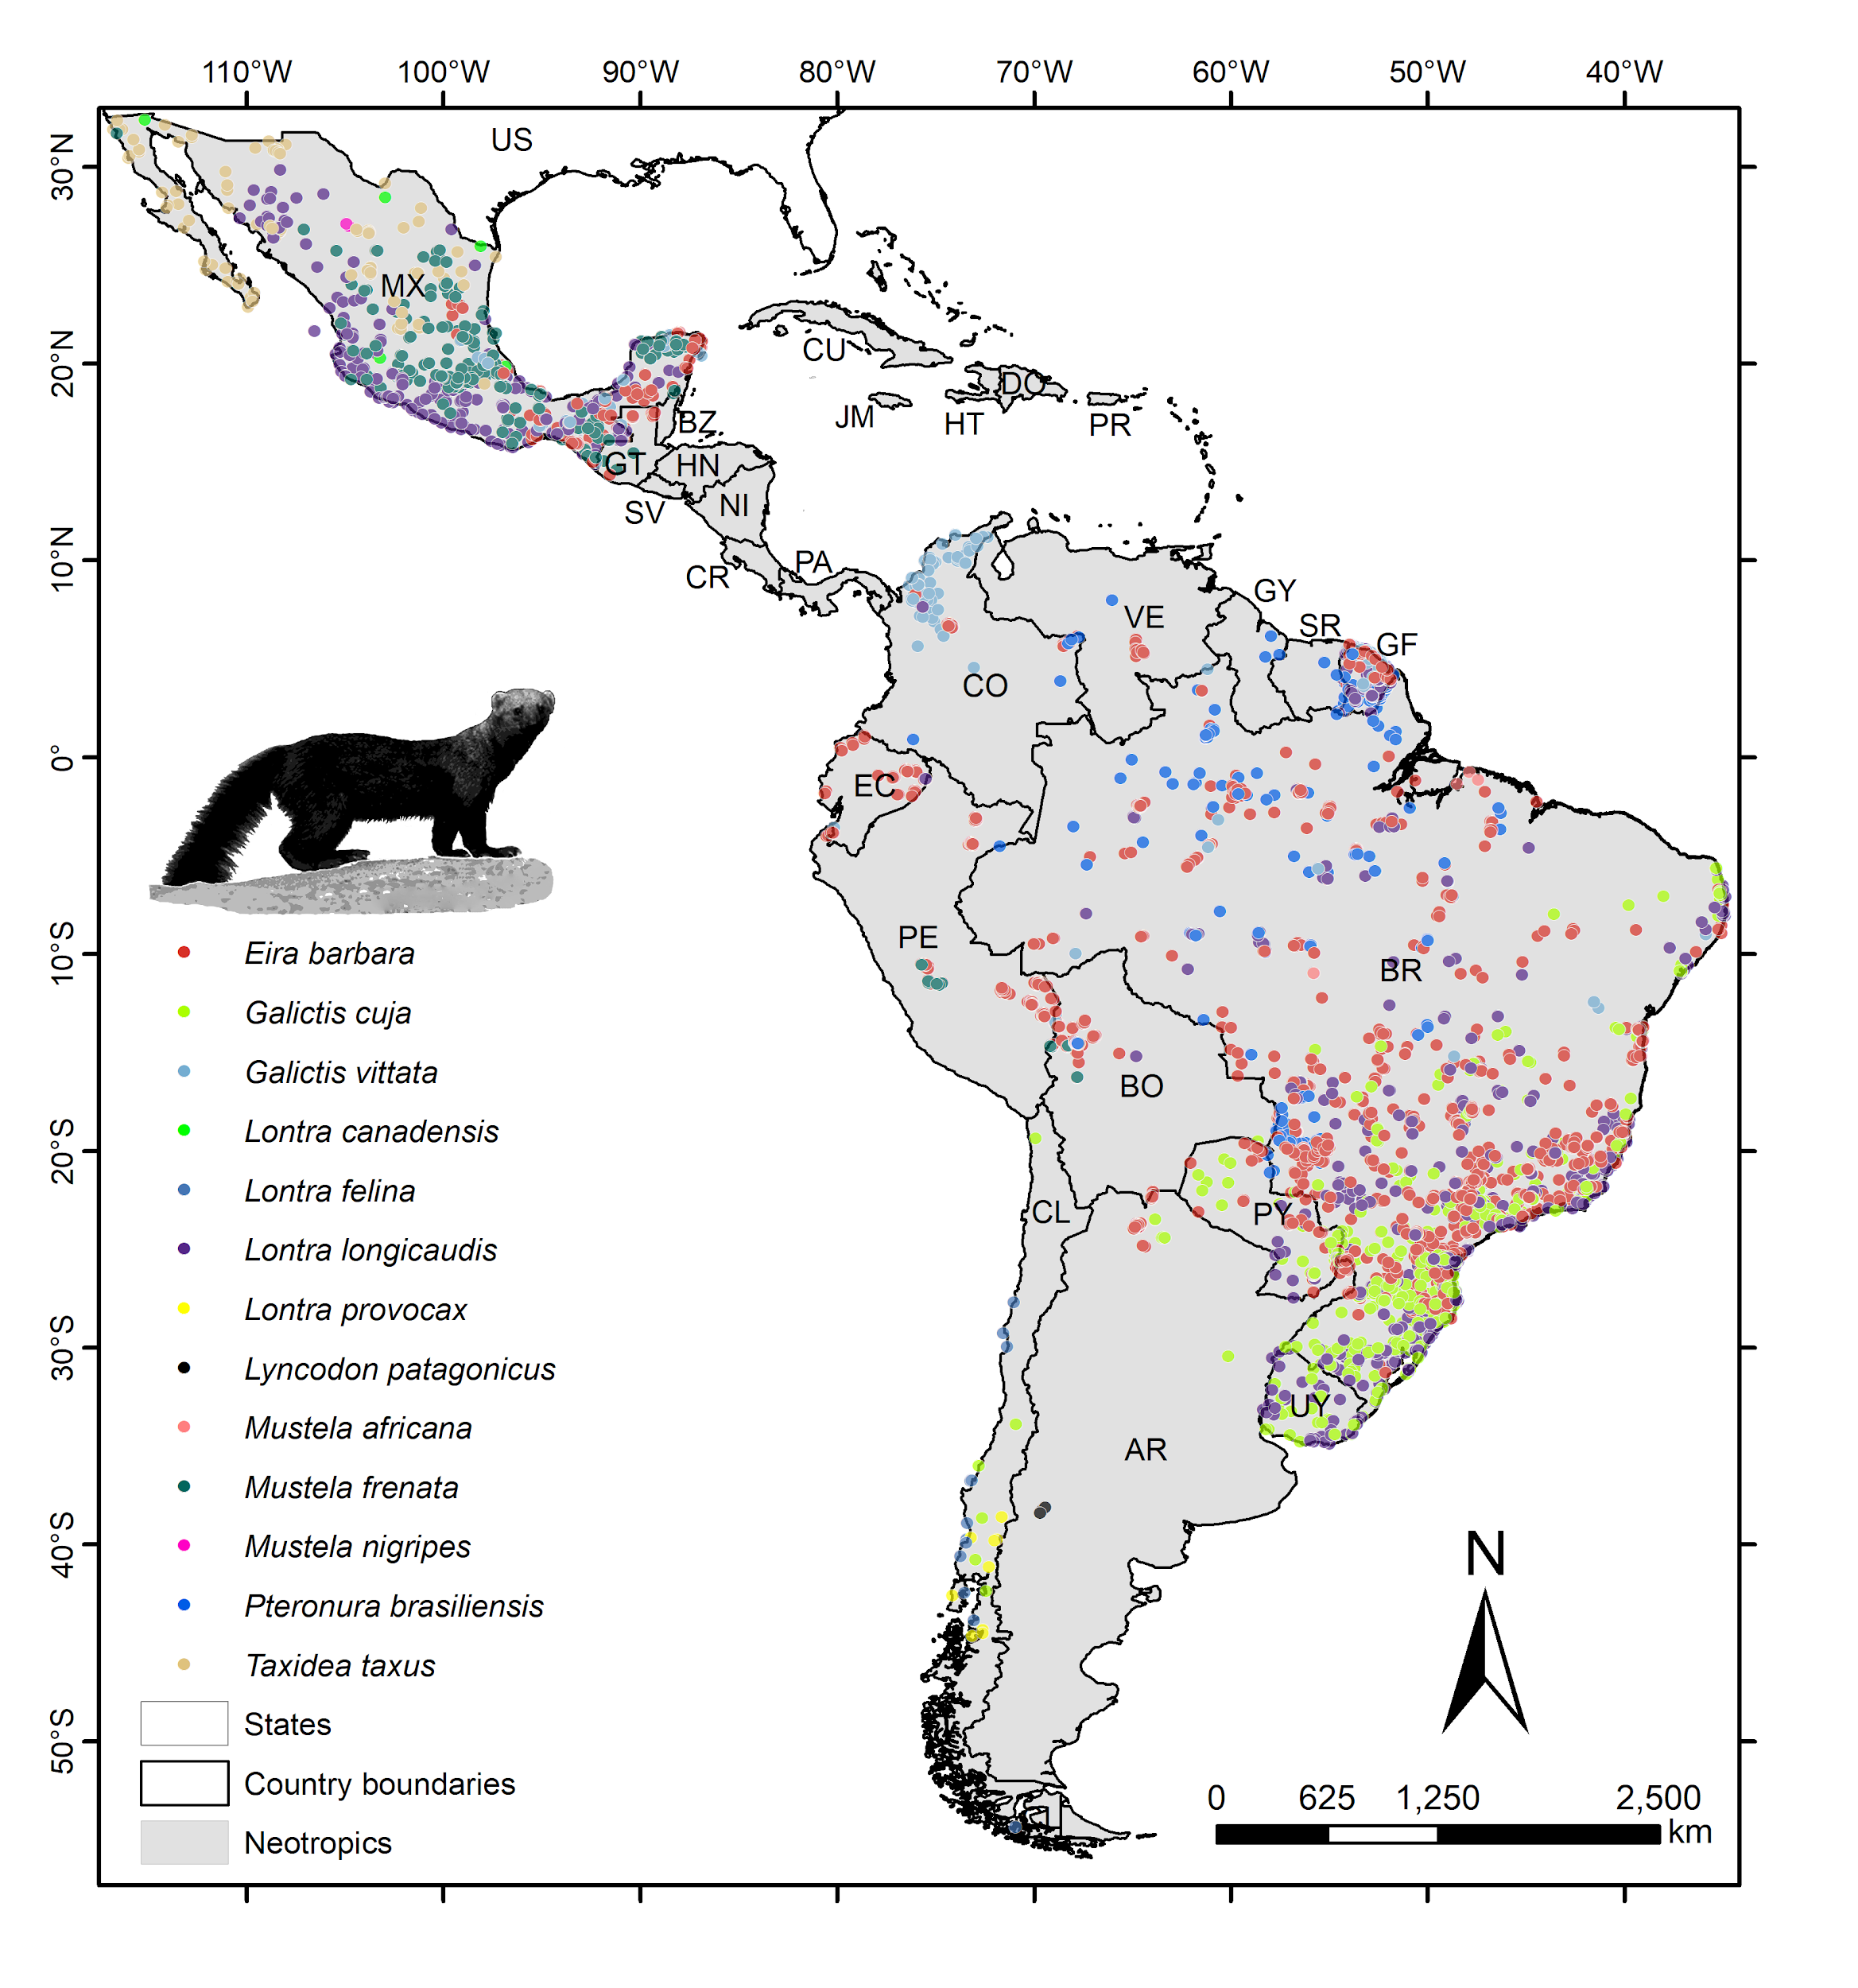 110°W 100°W 90°W 80°W 70°W 60°W 50°W 40°W
30°N
20°N
10°N
0°
10°S
20°S
30°S
40°S
50°S
US
MX
CU
DO
JM
HT
PR
BZ
GT
HN
SV
NI
CR
PA
VE
GY
SR
GF
CO
EC
PE
BR
BO
CL
PY
UY
AR
Eira barbara
Galictis cuja
Galictis vittata
Lontra canadensis
Lontra felina
Lontra longicaudis
Lontra provocax
Lyncodon patagonicus
Mustela africana
Mustela frenata
Mustela nigripes
Pteronura brasiliensis
Taxidea taxus
States
Country boundaries
Neotropics
N
0 625 1,250 2,500
km